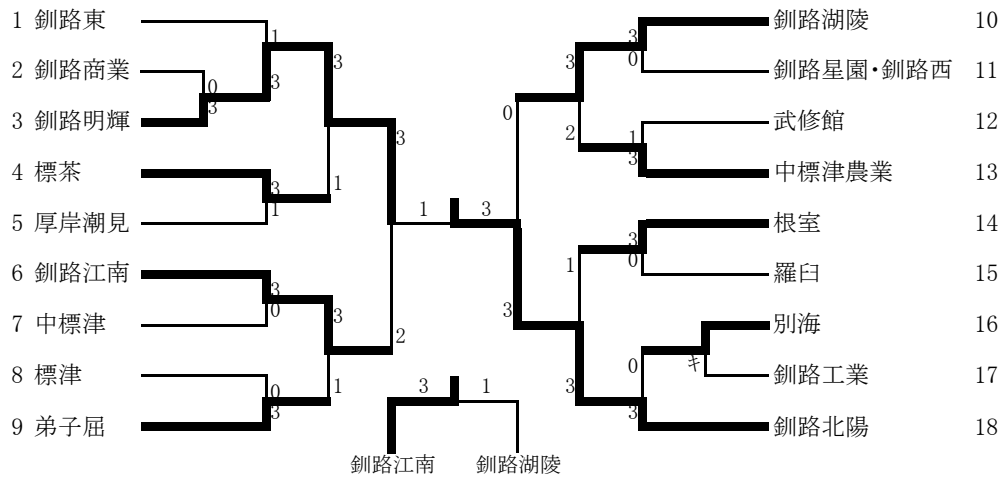 1 釧路東
2 釧路商業
3 釧路明輝
4 標茶
5 厚岸潮見
6 釧路江南
7 中標津
8 標津
9 弟子屈
1
0
3
3
3
3
1
1
3
3
0
3
2
0
3
1
1
3
釧路湖陵 10
釧路星園・釧路西 11
武修館 12
中標津農業 13
根室 14
羅臼 15
別海 16
釧路工業 17
釧路北陽 18
3
0
3
0
2
1
3
3
0
1
3
0
キ
3
3
3 1
釧路江南 釧路湖陵